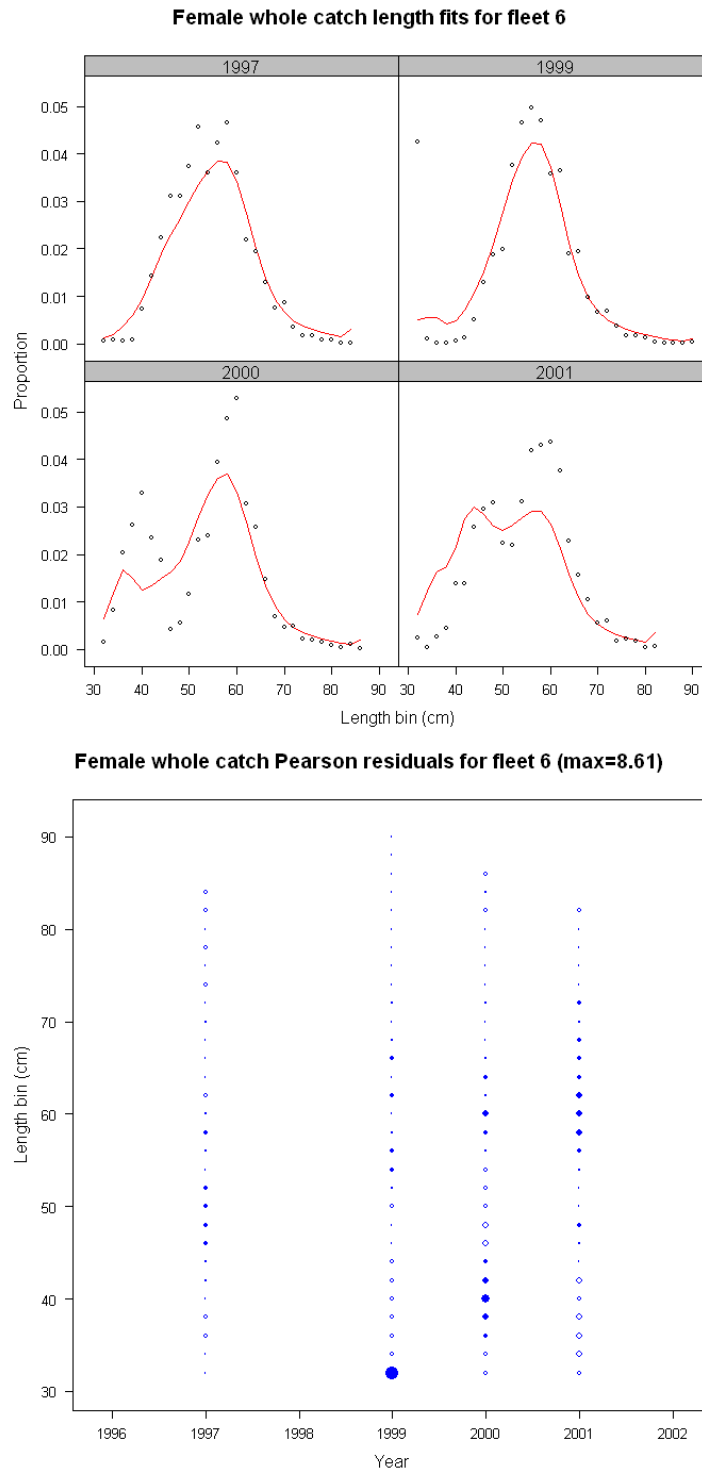 Female whole catch length fits for fleet 6
1997
1999
0.05
0.04
0.03
0.02
0.01
0.00
2000
2001
0.05
0.04
0.03
0.02
0.01
0.00
Proportion
30 40 50 60 70 80 90
30 40 50 60 70 80 90
Length bin (cm)
Female whole catch Pearson residuals for fleet 6 (max=8.61)
90
80
70
60
50
40
30
Length bin (cm)
1996 1997 1998 1999 2000 2001 2002
Year